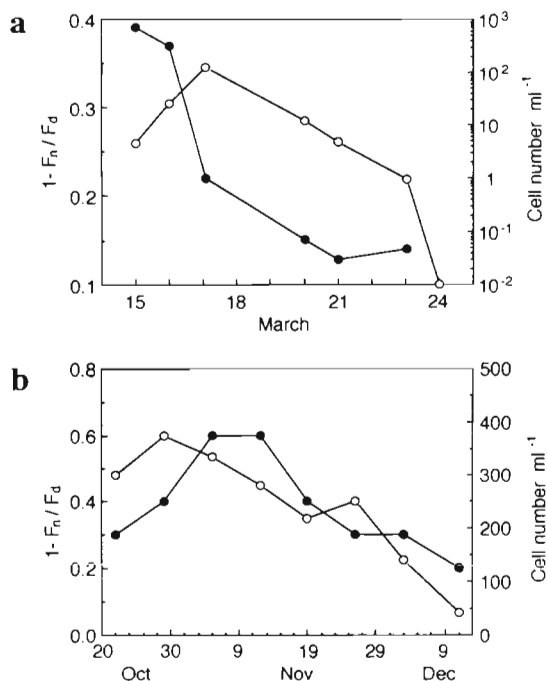 a
0.4
0.3
0.2
0.1
1- Fn / Fd
10³
10²
10
1
10⁻¹
10⁻²
Cell number ml⁻¹
15 18 21 24
March
b
0.8
0.6
0.4
0.2
0.0
1- Fn / Fd
500
400
300
200
100
0
Cell number ml⁻¹
20 30 9 19 29 9
Oct Nov Dec